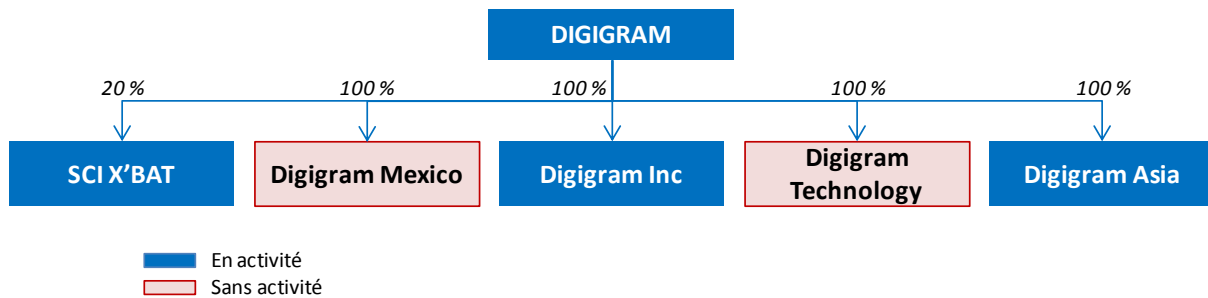 DIGIGRAM
20 %
100 %
100 %
100 %
100 %
SCI X’BAT
Digigram Mexico
Digigram Inc
Digigram
Technology
Digigram Asia
En activité
Sans activité